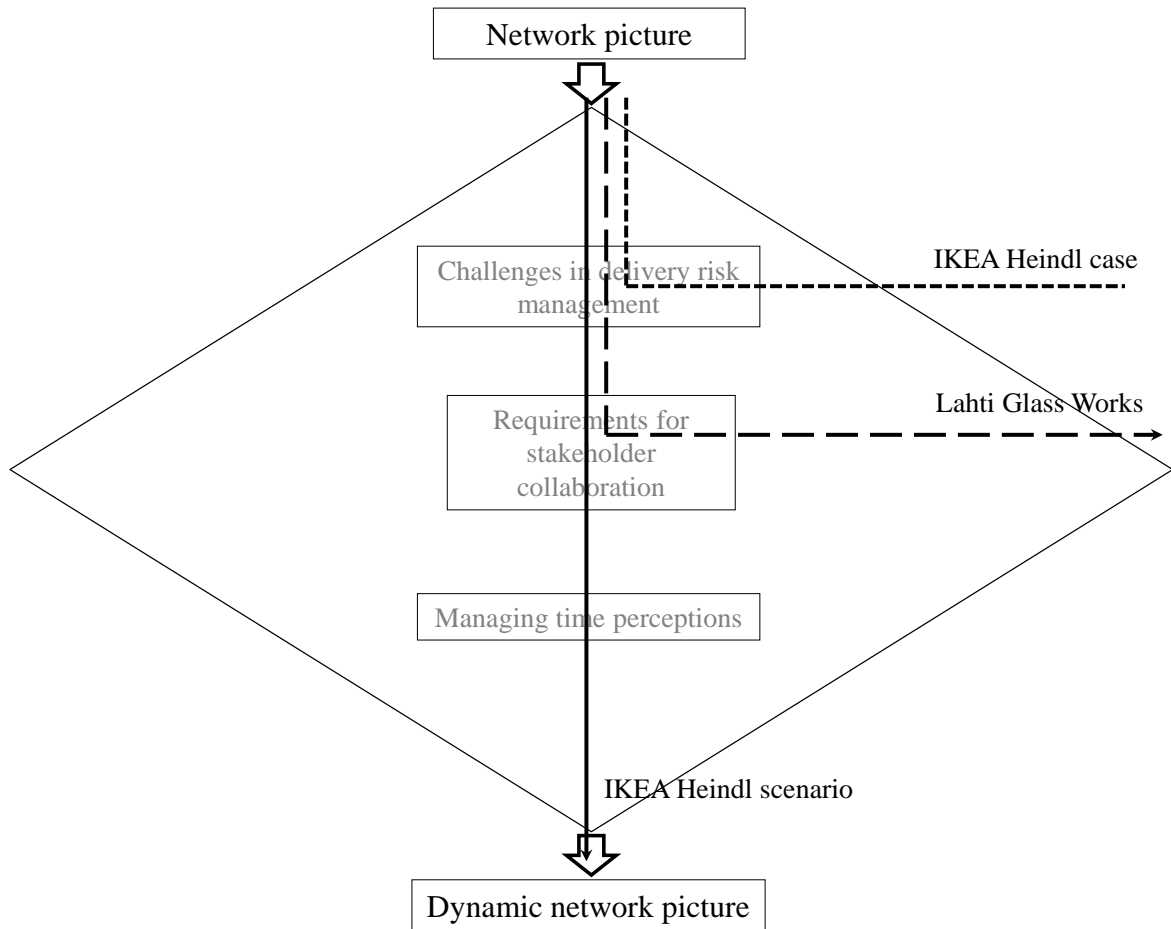 Network picture
IKEA Heindl case
Challenges in delivery risk
management
Lahti Glass Works
Requirements for
stakeholder
collaboration
Managing time perceptions
IKEA Heindl scenario
Dynamic network picture